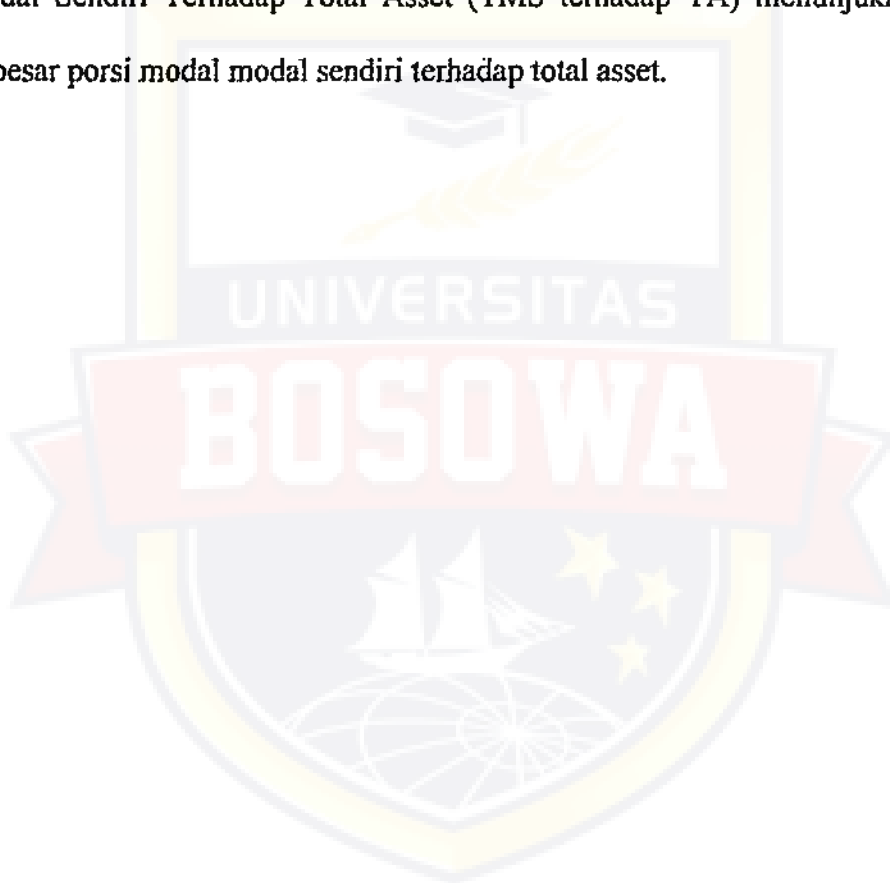 Sendiri Terhadap Total Asset (TMS terhadap TA)
besar porsi modal modal sendiri terhadap total asset.
UNIVERSITAS
BOSOWA